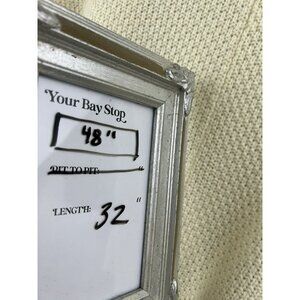 Your Bay Stop
48"
PIT TO PIT: "
LENGTH: 32 "